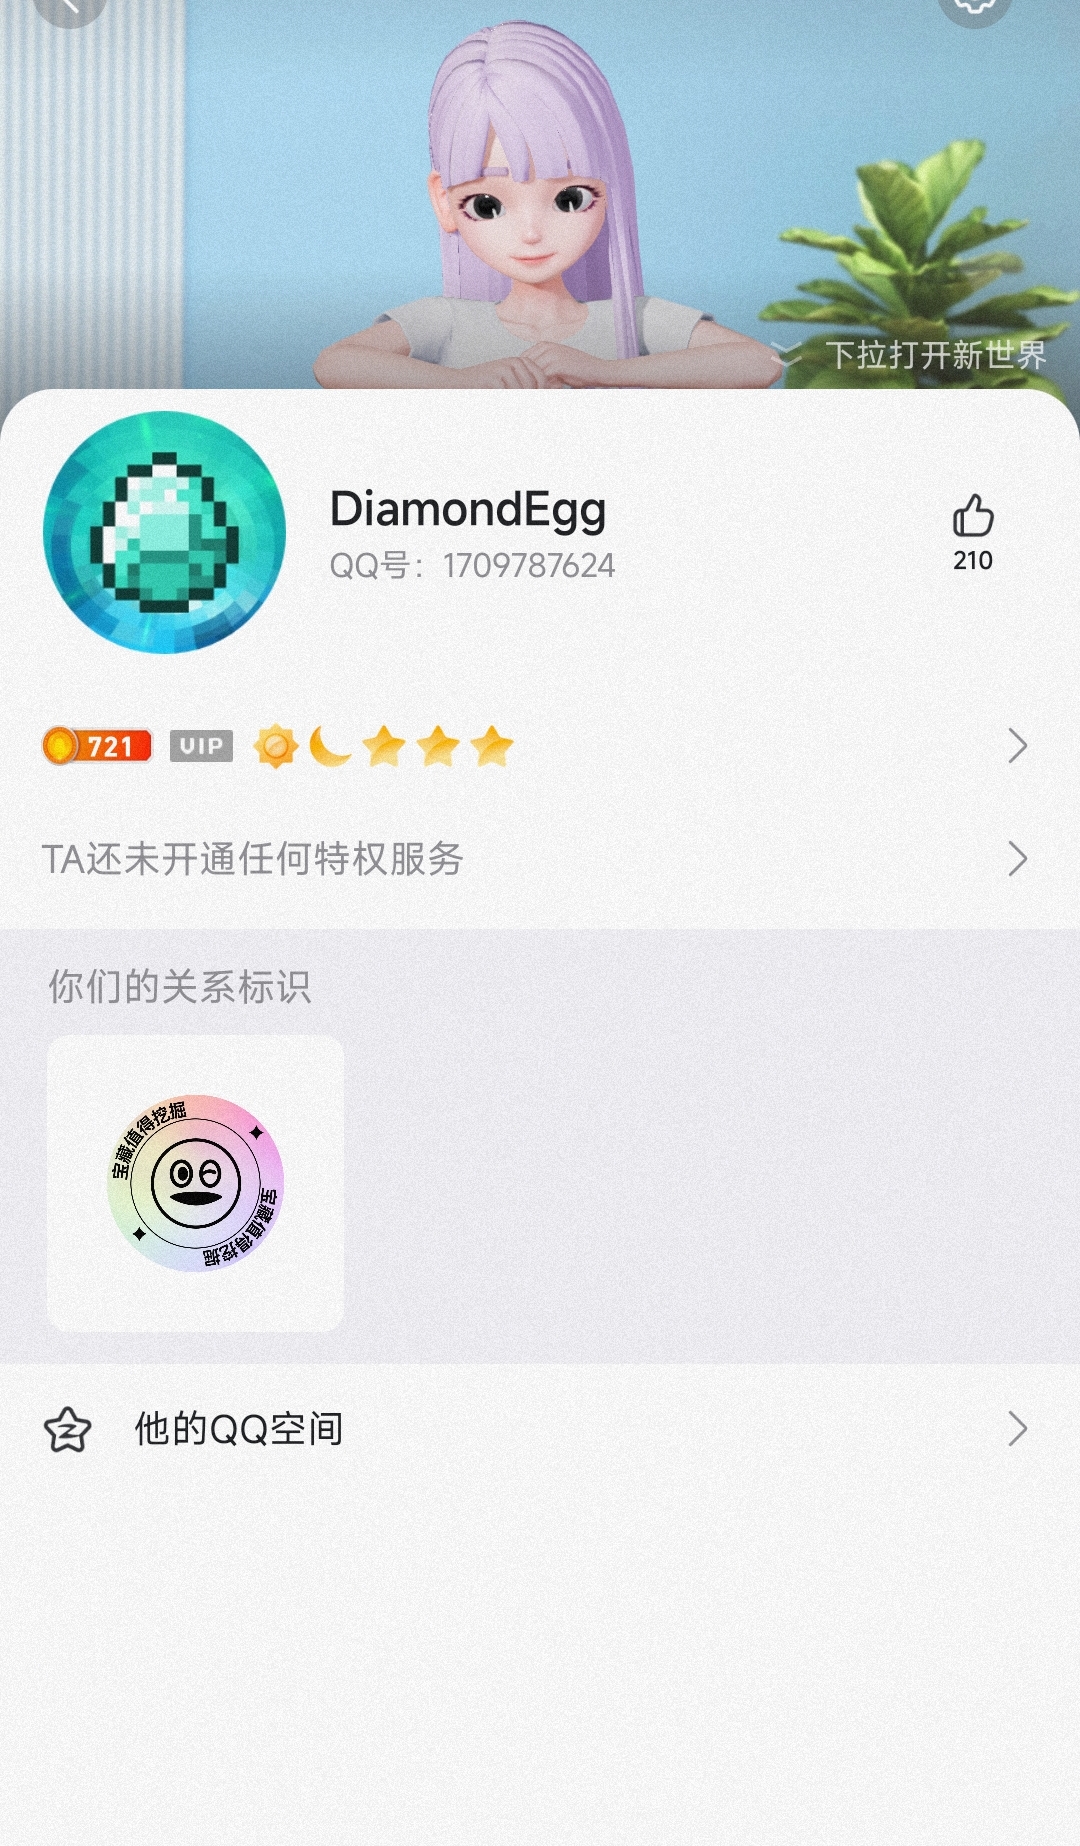 下拉打开新世界
DiamondEgg
QQ号：1709787624
210
721 VIP
TA还未开通任何特权服务
你们的关系标识
宝藏值得挖掘
宝藏值得挖掘
他的QQ空间